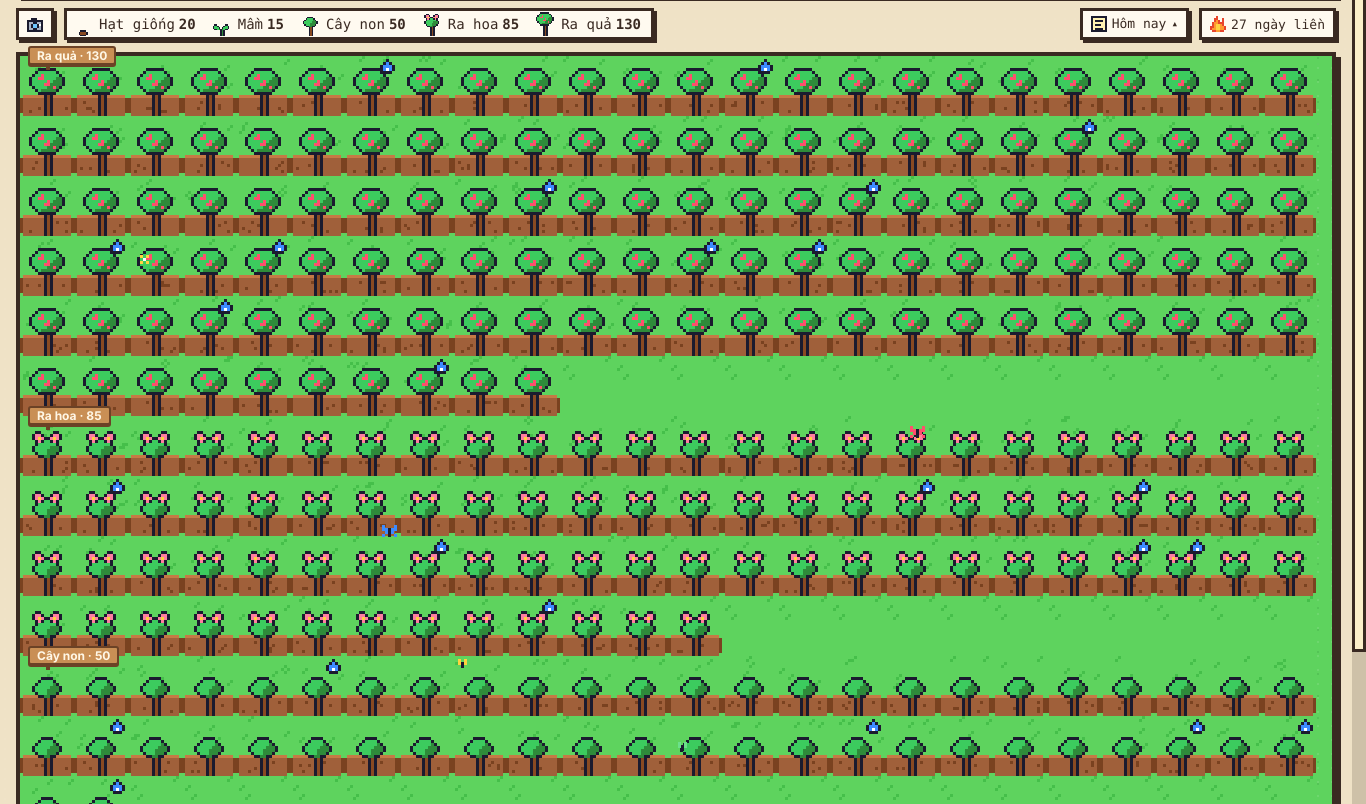 Hạt giống 20 Mầm 15 Cây non 50 Ra hoa 85 Ra quả 130
Hôm nay ▴
27 ngày liền
Ra quả · 130
Ra hoa · 85
Cây non · 50